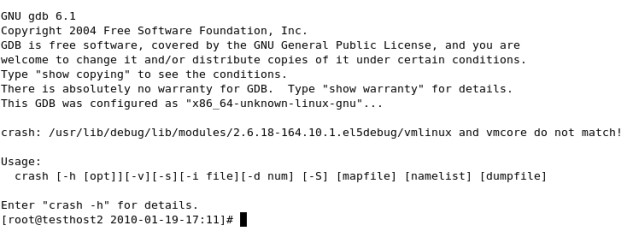 GNU gdb 6.1
Copyright 2004 Free Software Foundation, Inc.
GDB is free software, covered by the GNU General Public License, and you are
welcome to change it and/or distribute copies of it under certain conditions.
Type "show copying" to see the conditions.
There is absolutely no warranty for GDB.  Type "show warranty" for details.
This GDB was configured as "x86_64-unknown-linux-gnu"...
crash: /usr/lib/debug/lib/modules/2.6.18-164.10.1.el5debug/vmlinux and vmcore do not match!
Usage:
  crash [-h [opt]][-v][-s][-i file][-d num] [-S] [mapfile] [namelist] [dumpfile]
Enter "crash -h" for details.
[root@testhost2 2010-01-19-17:11]#